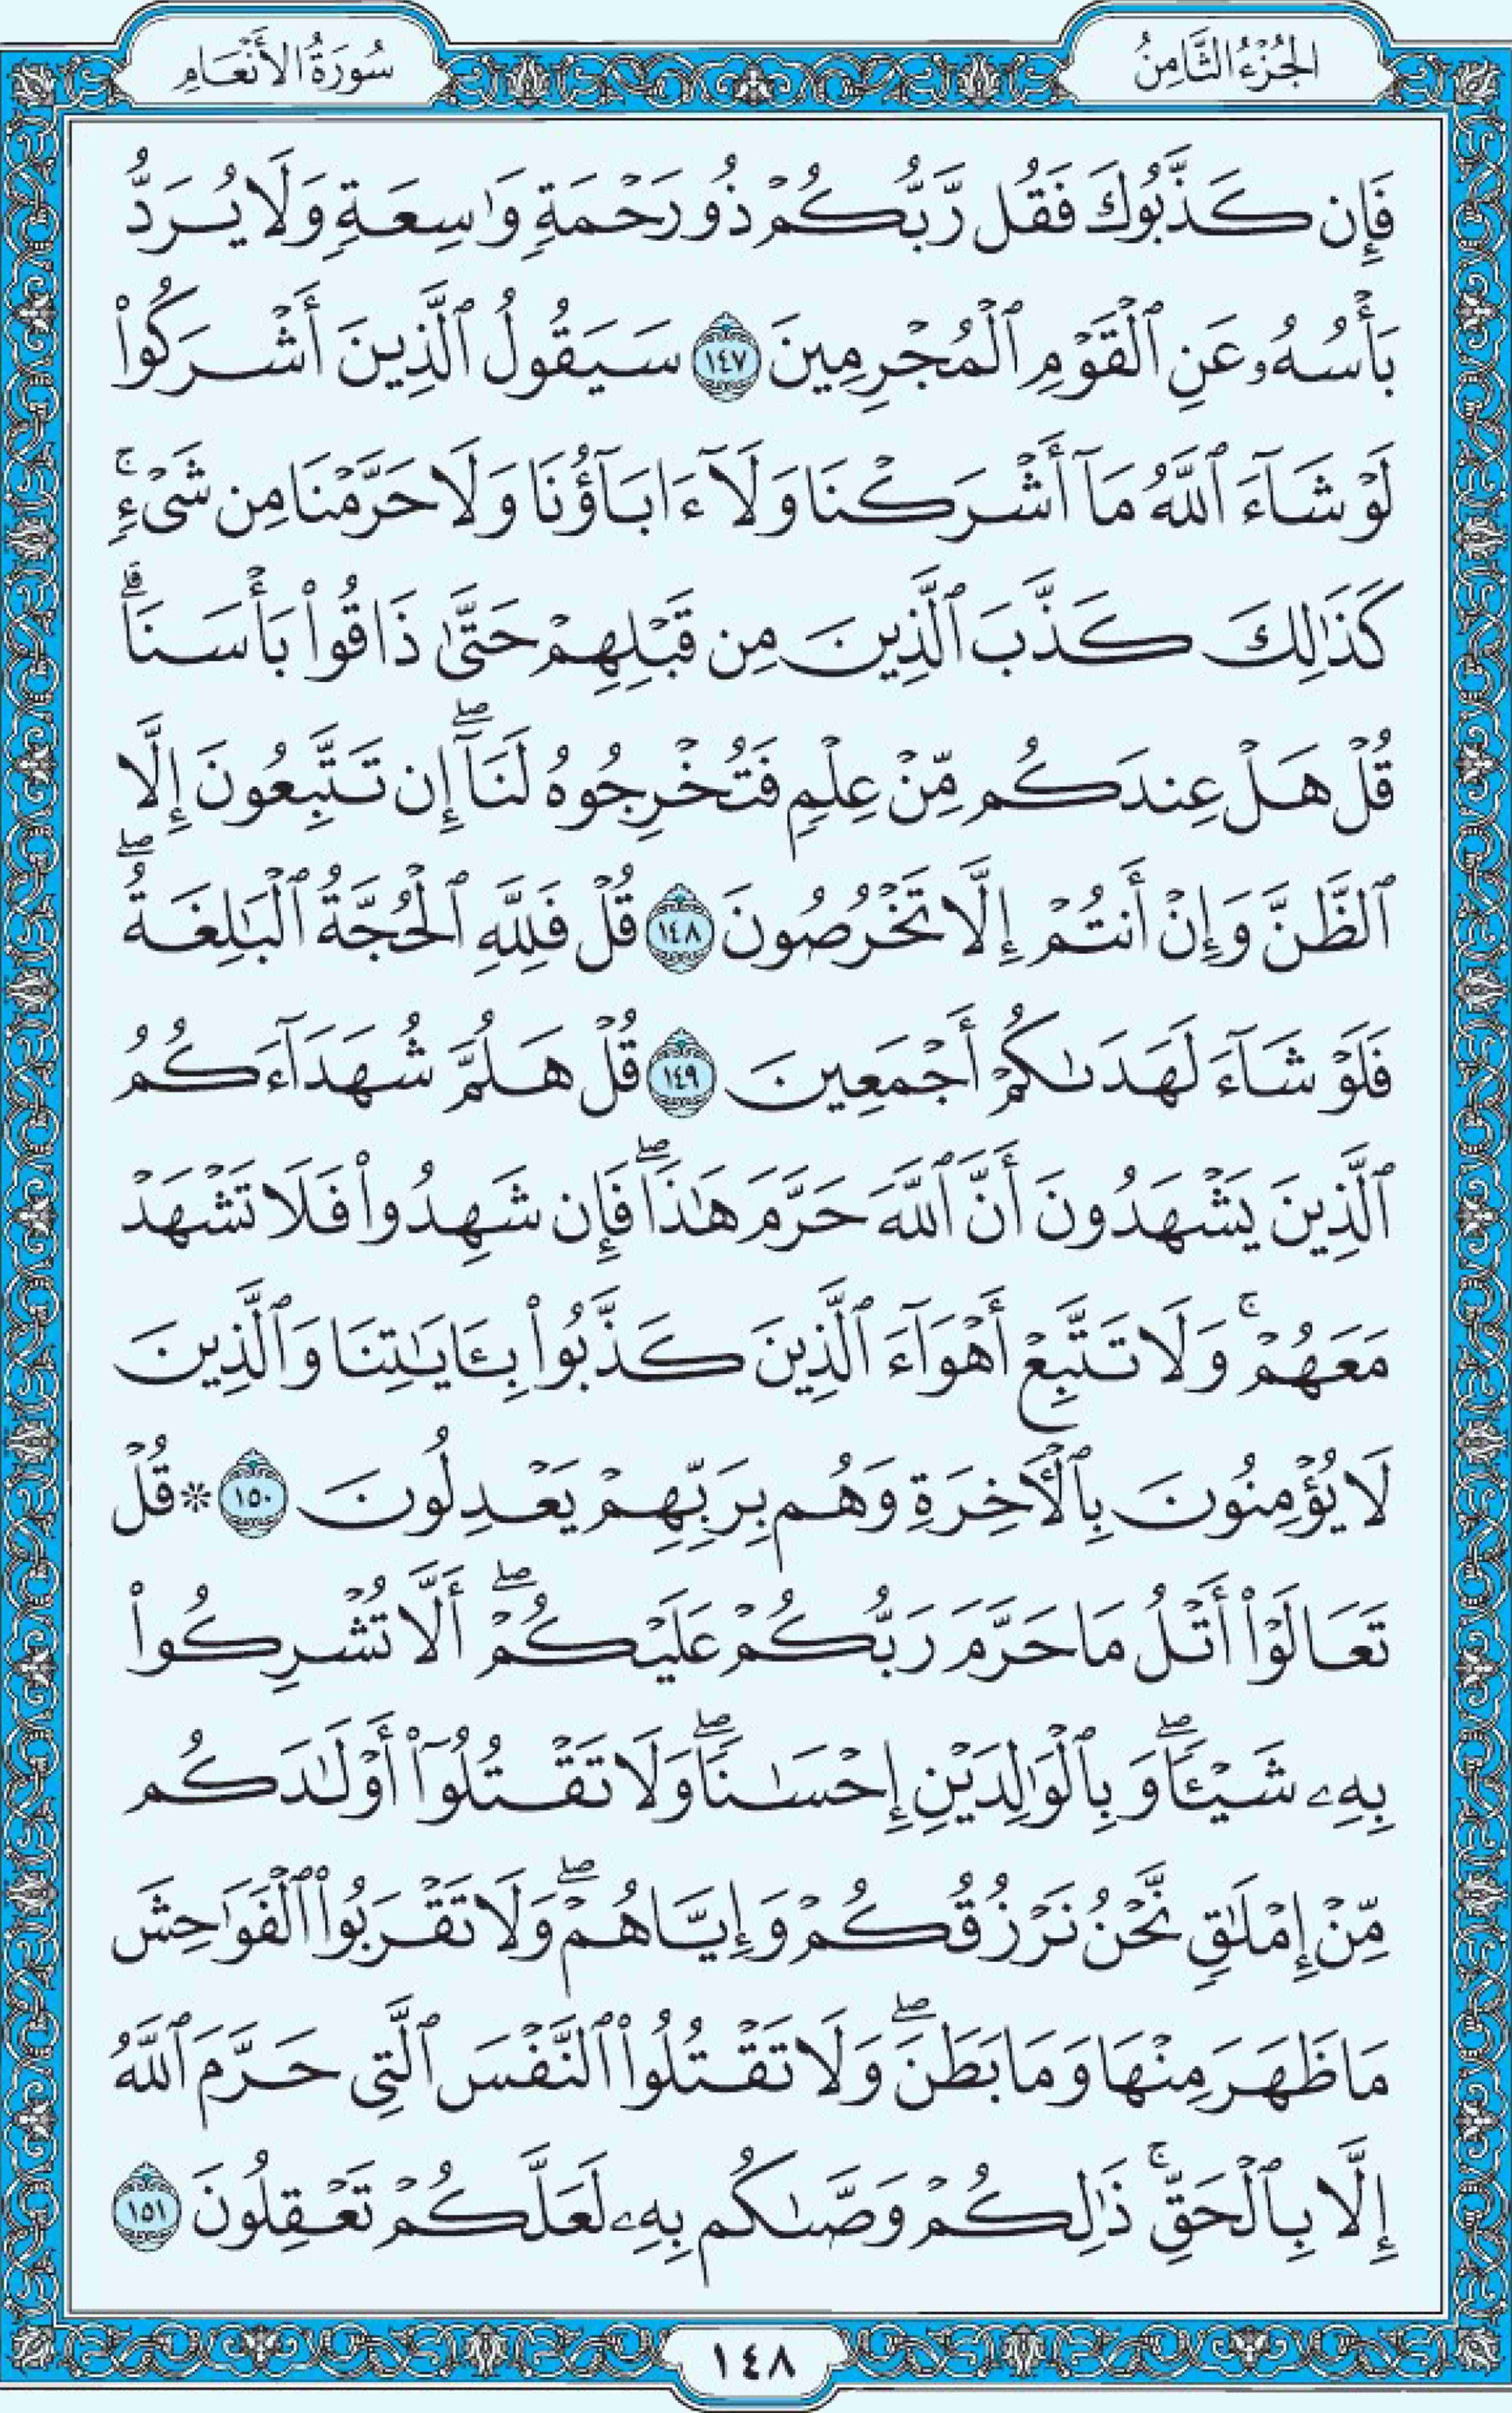 الجُزْءُ الثَّامِنُ
سُورَةُ الأَنْعَامِ
فَإِن كَذَّبُوكَ فَقُل رَّبُّكُمْ ذُو رَحْمَةٍ وَٰسِعَةٍ وَلَا يُرَدُّ
بَأْسُهُۥ عَنِ ٱلْقَوْمِ ٱلْمُجْرِمِينَ ١٤٧ سَيَقُولُ ٱلَّذِينَ أَشْرَكُوا۟
لَوْ شَآءَ ٱللَّهُ مَآ أَشْرَكْنَا وَلَآ ءَابَآؤُنَا وَلَا حَرَّمْنَا مِن شَىْءٍۚ
كَذَٰلِكَ كَذَّبَ ٱلَّذِينَ مِن قَبْلِهِمْ حَتَّىٰ ذَاقُوا۟ بَأْسَنَاۗ
قُلْ هَلْ عِندَكُم مِّنْ عِلْمٍ فَتُخْرِجُوهُ لَنَآۖ إِن تَتَّبِعُونَ إِلَّا
ٱلظَّنَّ وَإِنْ أَنتُمْ إِلَّا تَخْرُصُونَ ١٤٨ قُلْ فَلِلَّهِ ٱلْحُجَّةُ ٱلْبَٰلِغَةُۖ
فَلَوْ شَآءَ لَهَدَىٰكُمْ أَجْمَعِينَ ١٤٩ قُلْ هَلُمَّ شُهَدَآءَكُمُ
ٱلَّذِينَ يَشْهَدُونَ أَنَّ ٱللَّهَ حَرَّمَ هَٰذَاۖ فَإِن شَهِدُوا۟ فَلَا تَشْهَدْ
مَعَهُمْۚ وَلَا تَتَّبِعْ أَهْوَآءَ ٱلَّذِينَ كَذَّبُوا۟ بِـَٔايَٰتِنَا وَٱلَّذِينَ
لَا يُؤْمِنُونَ بِٱلْـَٔاخِرَةِ وَهُم بِرَبِّهِمْ يَعْدِلُونَ ١٥٠ * قُلْ
تَعَالَوْا۟ أَتْلُ مَا حَرَّمَ رَبُّكُمْ عَلَيْكُمْۖ أَلَّا تُشْرِكُوا۟
بِهِۦ شَيْـًٔاۖ وَبِٱلْوَٰلِدَيْنِ إِحْسَٰنًاۖ وَلَا تَقْتُلُوٓا۟ أَوْلَٰدَكُم
مِّنْ إِمْلَٰقٍۖ نَّحْنُ نَرْزُقُكُمْ وَإِيَّاهُمْۖ وَلَا تَقْرَبُوا۟ ٱلْفَوَٰحِشَ
مَا ظَهَرَ مِنْهَا وَمَا بَطَنَۖ وَلَا تَقْتُلُوا۟ ٱلنَّفْسَ ٱلَّتِى حَرَّمَ ٱللَّهُ
إِلَّا بِٱلْحَقِّۚ ذَٰلِكُمْ وَصَّىٰكُم بِهِۦ لَعَلَّكُمْ تَعْقِلُونَ ١٥١
١٤٨